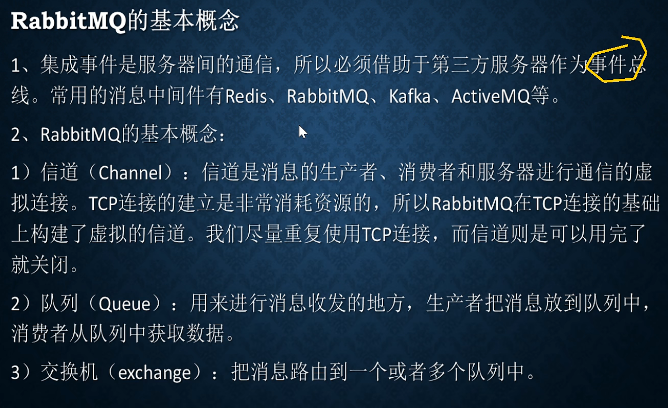 RabbitMQ的基本概念
1、集成事件是服务器间的通信，所以必须借助于第三方服务器作为事件总
线。常用的消息中间件有Redis、RabbitMQ、Kafka、ActiveMQ等。
2、RabbitMQ的基本概念：
1）信道（Channel）：信道是消息的生产者、消费者和服务器进行通信的虚
拟连接。TCP连接的建立是非常消耗资源的，所以RabbitMQ在TCP连接的基础
上构建了虚拟的信道。我们尽量重复使用TCP连接，而信道则是可以用完了
就关闭。
2）队列（Queue）：用来进行消息收发的地方，生产者把消息放到队列中，
消费者从队列中获取数据。
3）交换机（exchange）：把消息路由到一个或者多个队列中。